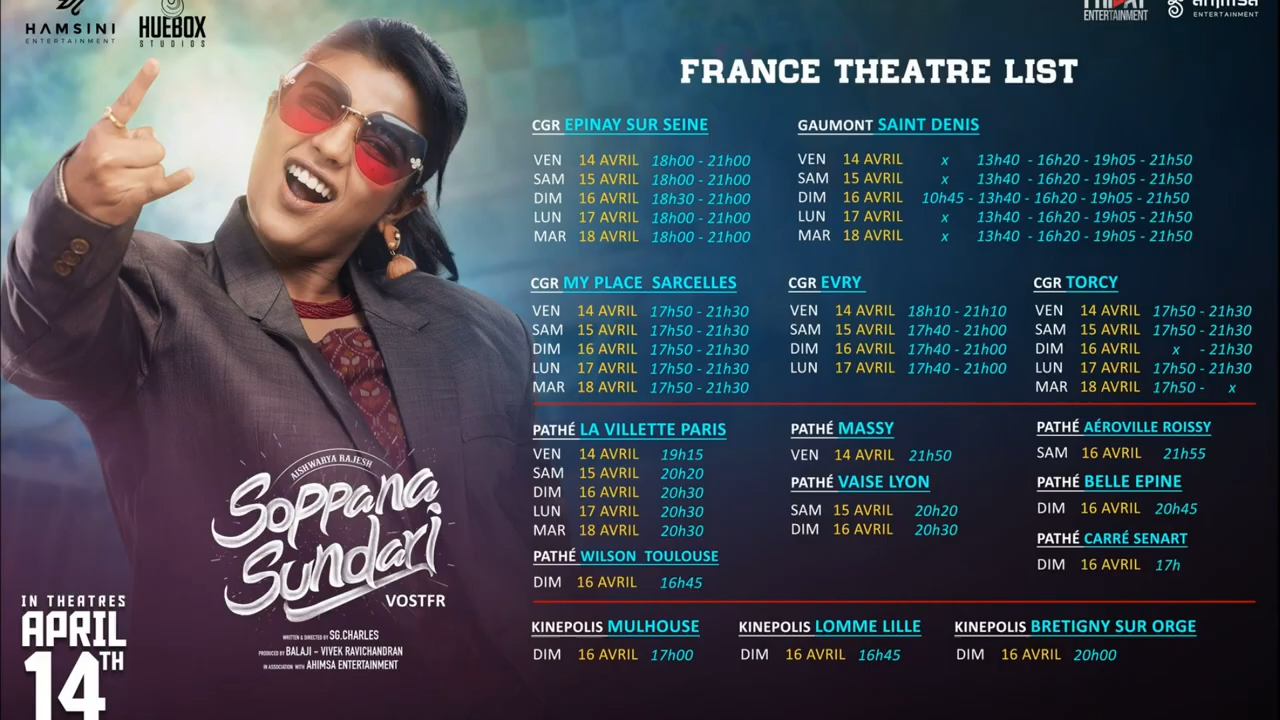 HAMSINI
ENTERTAINMENT
HUEBOX
STUDIOS
ENTERTAINMENT
ENTERTAINMENT
FRANCE THEATRE LIST
CGR EPINAY SUR SEINE
VEN 14 AVRIL 18h00 - 21h00
SAM 15 AVRIL 18h00 - 21h00
DIM 16 AVRIL 18h30 - 21h00
LUN 17 AVRIL 18h00 - 21h00
MAR 18 AVRIL 18h00 - 21h00
GAUMONT SAINT DENIS
VEN 14 AVRIL x 13h40 - 16h20 - 19h05 - 21h50
SAM 15 AVRIL x 13h40 - 16h20 - 19h05 - 21h50
DIM 16 AVRIL 10h45 - 13h40 - 16h20 - 19h05 - 21h50
LUN 17 AVRIL x 13h40 - 16h20 - 19h05 - 21h50
MAR 18 AVRIL x 13h40 - 16h20 - 19h05 - 21h50
CGR MY PLACE SARCELLES
VEN 14 AVRIL 17h50 - 21h30
SAM 15 AVRIL 17h50 - 21h30
DIM 16 AVRIL 17h50 - 21h30
LUN 17 AVRIL 17h50 - 21h30
MAR 18 AVRIL 17h50 - 21h30
CGR EVRY
VEN 14 AVRIL 18h10 - 21h10
SAM 15 AVRIL 17h40 - 21h00
DIM 16 AVRIL 17h40 - 21h00
LUN 17 AVRIL 17h40 - 21h00
CGR TORCY
VEN 14 AVRIL 17h50 - 21h30
SAM 15 AVRIL 17h50 - 21h30
DIM 16 AVRIL x - 21h30
LUN 17 AVRIL 17h50 - 21h30
MAR 18 AVRIL 17h50 - x
PATHÉ LA VILLETTE PARIS
VEN 14 AVRIL 19h15
SAM 15 AVRIL 20h20
DIM 16 AVRIL 20h30
LUN 17 AVRIL 20h30
MAR 18 AVRIL 20h30
PATHÉ WILSON TOULOUSE
DIM 16 AVRIL 16h45
PATHÉ MASSY
VEN 14 AVRIL 21h50
PATHÉ VAISE LYON
SAM 15 AVRIL 20h20
DIM 16 AVRIL 20h30
PATHÉ AÉROVILLE ROISSY
SAM 16 AVRIL 21h55
PATHÉ BELLE EPINE
DIM 16 AVRIL 20h45
PATHÉ CARRÉ SENART
DIM 16 AVRIL 17h
KINEPOLIS MULHOUSE
DIM 16 AVRIL 17h00
KINEPOLIS LOMME LILLE
DIM 16 AVRIL 16h45
KINEPOLIS BRETIGNY SUR ORGE
DIM 16 AVRIL 20h00
AISHWARYA RAJESH
Soppana
Sundari
VOSTFR
WRITTEN & DIRECTED BY SG.CHARLES
PRODUCED BY BALAJI – VIVEK RAVICHANDRAN
IN ASSOCIATION WITH AHIMSA ENTERTAINMENT
IN THEATRES
APRIL
14TH